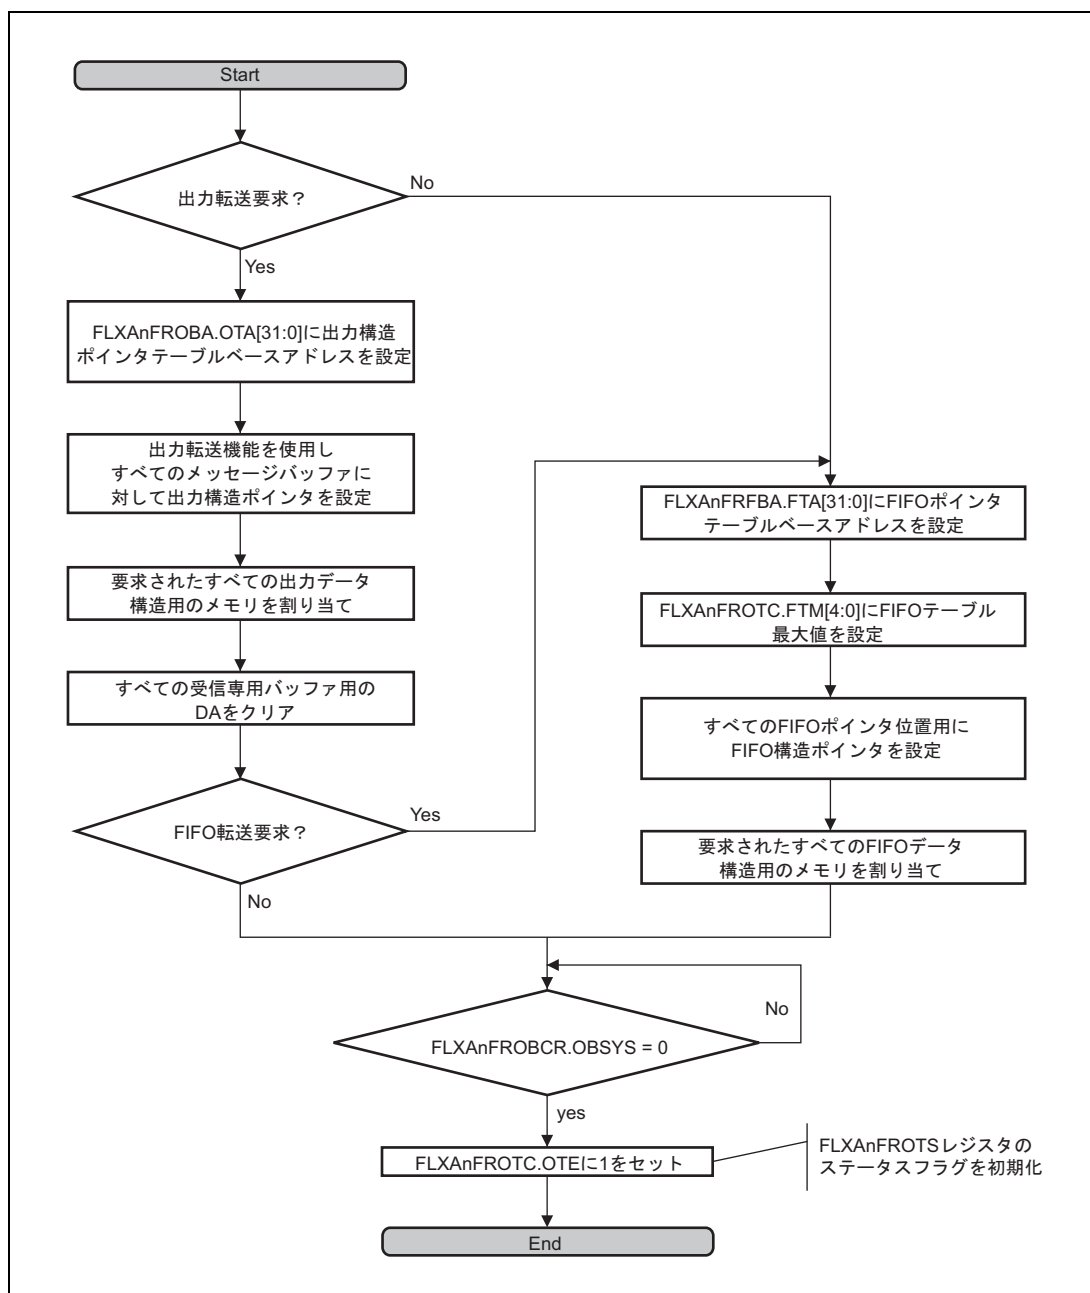 Start
出力転送要求？
No
Yes
FLXAnFROBA.OTA[31:0]に出力構造
ポインタテーブルベースアドレスを設定
出力転送機能を使用し
すべてのメッセージバッファに
対して出力構造ポインタを設定
要求されたすべての出力データ
構造用のメモリを割り当て
すべての受信専用バッファ用の
DAをクリア
FIFO転送要求？
Yes
No
FLXAnFRFBA.FTA[31:0]にFIFOポインタ
テーブルベースアドレスを設定
FLXAnFROTC.FTM[4:0]にFIFOテーブル
最大値を設定
すべてのFIFOポインタ位置用に
FIFO構造ポインタを設定
要求されたすべてのFIFOデータ
構造用のメモリを割り当て
No
FLXAnFROBCR.OBSYS = 0
yes
FLXAnFROTC.OTEに1をセット
FLXAnFROTSレジスタの
ステータスフラグを初期化
End